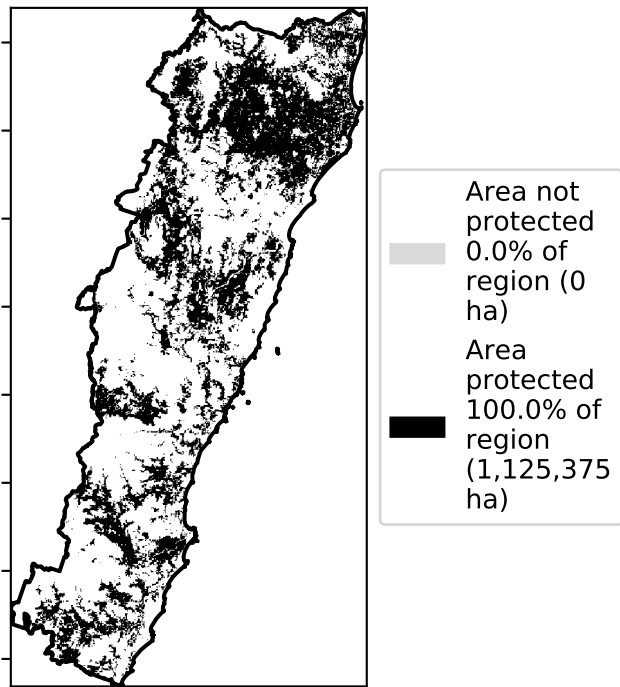 Area not
protected
0.0% of
region (0
ha)
Area
protected
100.0% of
region
(1,125,375
ha)